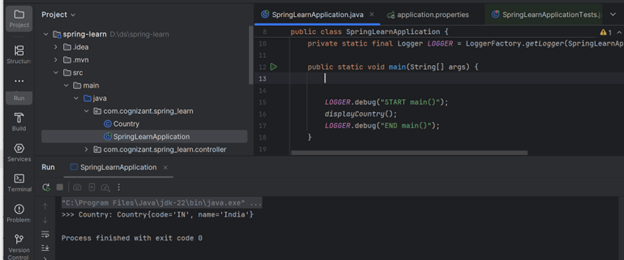 Project
Structure
Run
Build
Services
Terminal
Problems
Version
Control
Project
spring-learn D:\ds\spring-learn
.idea
.mvn
src
main
java
com.cognizant.spring_learn
Country
SpringLearnApplication
com.cognizant.spring_learn.controller
SpringLearnApplication.java
application.properties
SpringLearnApplicationTests.j
8 public class SpringLearnApplication {
1
10 private static final Logger LOGGER = LoggerFactory.getLogger(SpringLearnAp
12 public static void main(String[] args) {
13
15 LOGGER.debug("START main()");
16 displayCountry();
17 LOGGER.debug("END main()");
18 }
19
Run SpringLearnApplication
"C:\Program Files\Java\jdk-22\bin\java.exe" ...
>>> Country: Country{code='IN', name='India'}
Process finished with exit code 0